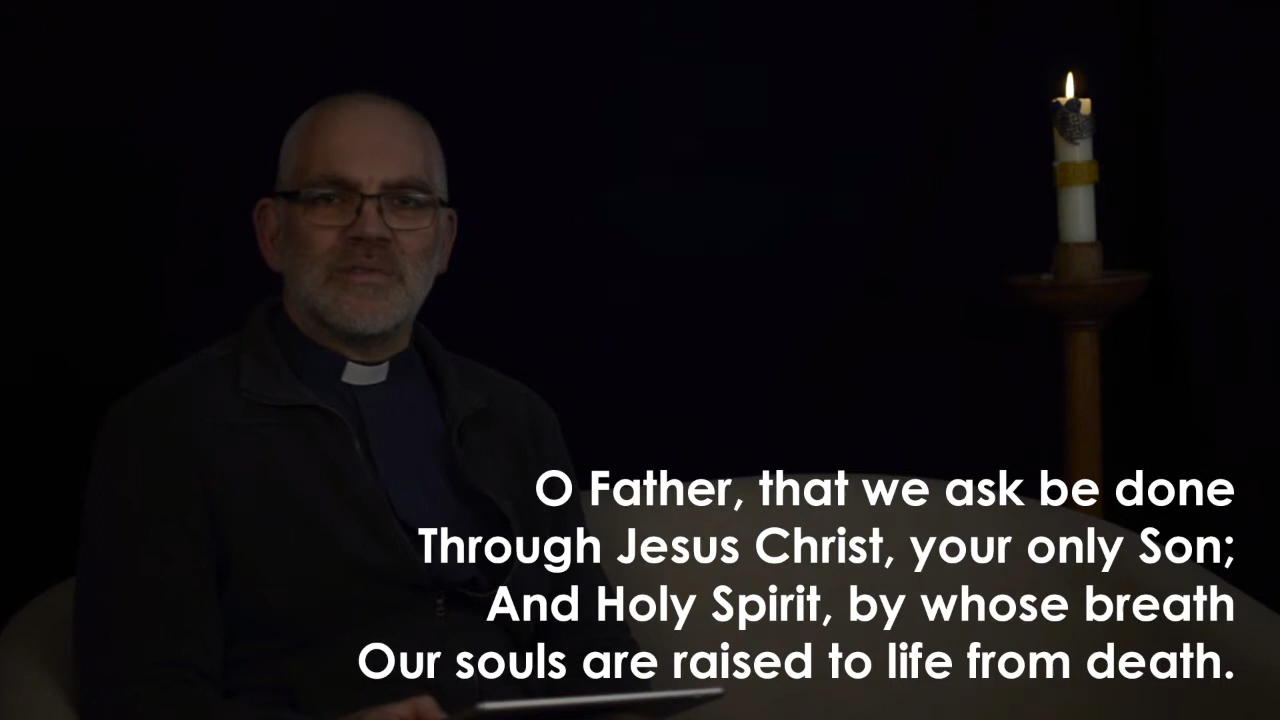 O Father, that we ask be done
Through Jesus Christ, your only Son;
And Holy Spirit, by whose breath
Our souls are raised to life from death.